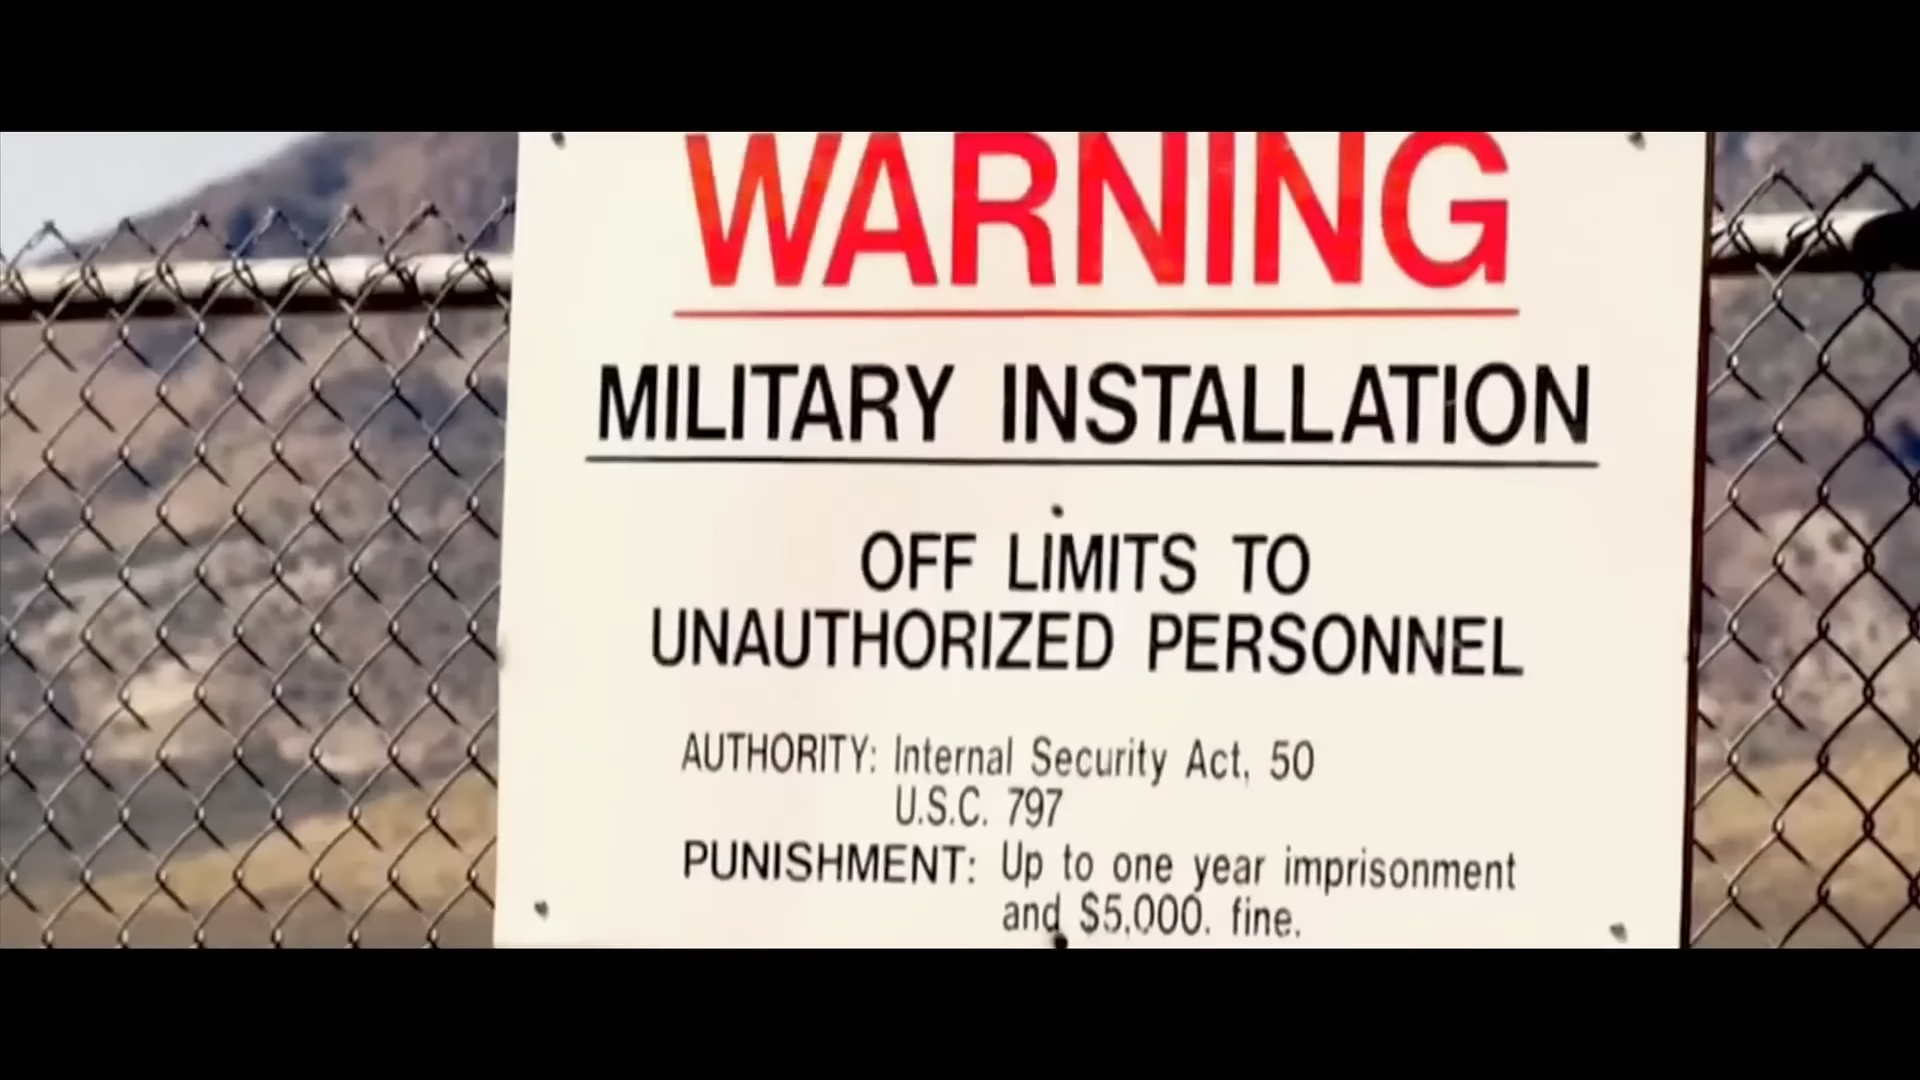 WARNING
MILITARY INSTALLATION
OFF LIMITS TO
UNAUTHORIZED PERSONNEL
AUTHORITY: Internal Security Act, 50
U.S.C. 797
PUNISHMENT: Up to one year imprisonment
and $5,000. fine.